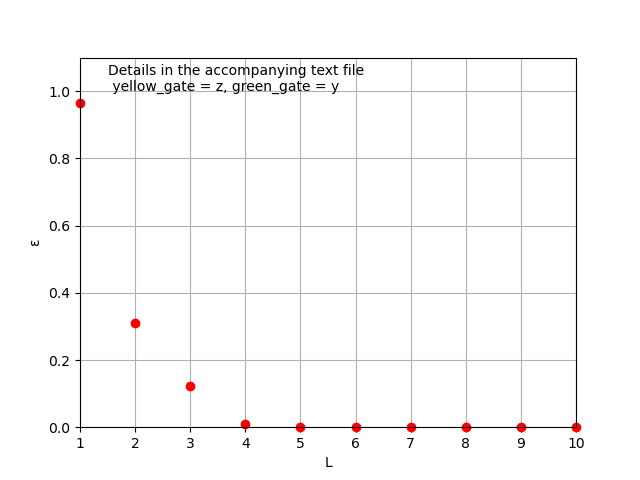 Details in the accompanying text file
yellow_gate = z, green_gate = y
1.0
0.8
0.6
0.4
0.2
0.0
ε
1 2 3 4 5 6 7 8 9 10
L